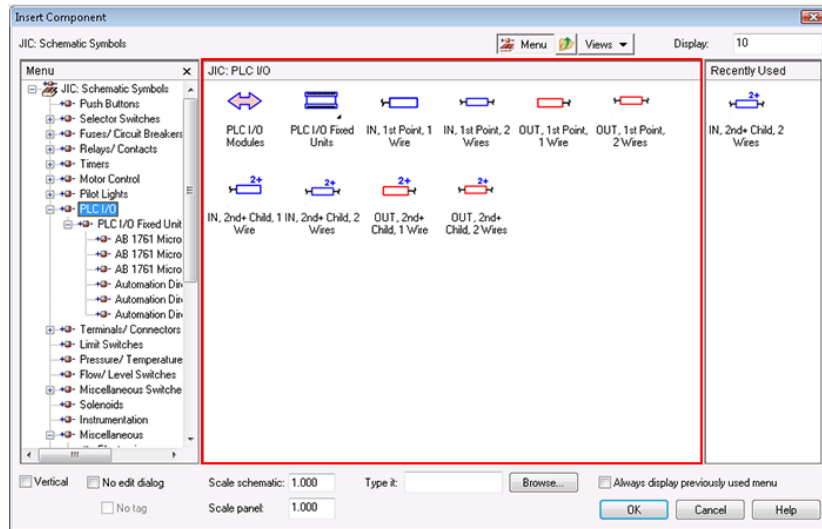 Insert Component
JIC: Schematic Symbols
Menu
Views
Display:
10
Menu
x
JIC: Schematic Symbols
Push Buttons
Selector Switches
Fuses/ Circuit Breakers
Relays/ Contacts
Timers
Motor Control
Pilot Lights
PLC I/O
PLC I/O Fixed Unit
AB 1761 Micro
AB 1761 Micro
AB 1761 Micro
Automation Dir
Automation Dir
Automation Dir
Terminals/ Connectors
Limit Switches
Pressure/ Temperature
Flow/ Level Switches
Miscellaneous Switche
Solenoids
Instrumentation
Miscellaneous
JIC: PLC I/O
PLC I/O
Modules
PLC I/O Fixed
Units
IN, 1st Point, 1
Wire
IN, 1st Point, 2
Wires
OUT, 1st Point,
1 Wire
OUT, 1st Point,
2 Wires
2+
IN, 2nd+ Child, 1
Wire
2+
IN, 2nd+ Child, 2
Wires
2+
OUT, 2nd+
Child, 1 Wire
2+
OUT, 2nd+
Child, 2 Wires
Recently Used
2+
IN, 2nd+ Child, 2
Wires
Vertical
No edit dialog
No tag
Scale schematic:
1.000
Scale panel:
1.000
Type it:
Browse...
Always display previously used menu
OK
Cancel
Help